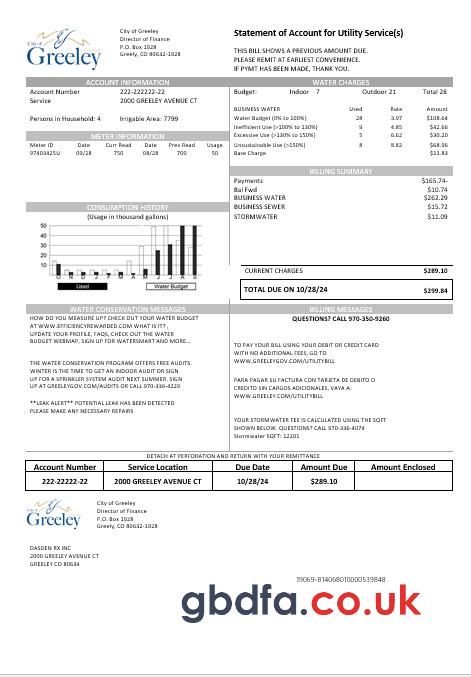 City of
Greeley
City of Greeley
Director of Finance
P.O. Box 1928
Greely, CO 80632-1928
Statement of Account for Utility Service(s)
THIS BILL SHOWS A PREVIOUS AMOUNT DUE.
PLEASE REMIT AT EARLIEST CONVENIENCE.
IF PYMT HAS BEEN MADE, THANK YOU.
ACCOUNT INFORMATION
Account Number 222-222222-22
Service 2000 GREELEY AVENUE CT
Persons in Household: 4 Irrigable Area: 7799
METER INFORMATION
Meter ID Date Curr Read Date Prev Read Usage
97403425U 09/28 750 08/28 700 50
WATER CHARGES
Budget: Indoor 7 Outdoor 21 Total 28
BUSINESS WATER Used Rate Amount
Water Budget (0% to 100%) 28 3.97 $108.64
Inefficient Use (>100% to 130%) 9 4.85 $42.66
Excessive Use (>130% to 150%) 5 6.62 $30.20
Unsustainable Use (>150%) 8 8.82 $68.96
Base Charge $11.83
BILLING SUMMARY
Payments $165.74-
Bal Fwd $10.74
BUSINESS WATER $262.29
BUSINESS SEWER $15.72
STORMWATER $11.09
CONSUMPTION HISTORY
(Usage in thousand gallons)
50
40
30
20
10
O N D J F M A M J J A S
Used Water Budget
CURRENT CHARGES $289.10
TOTAL DUE ON 10/28/24 $299.84
WATER CONSERVATION MESSAGES
HOW DO YOU MEASURE UP? CHECK OUT YOUR WATER BUDGET
AT WWW.EFFICIENCYREWARDED.COM WHAT IS IT?,
UPDATE YOUR PROFILE, FAQS, CHECK OUT THE WATER
BUDGET WEBMAP, SIGN UP FOR WATERSMART AND MORE...
THE WATER CONSERVATION PROGRAM OFFERS FREE AUDITS.
WINTER IS THE TIME TO GET AN INDOOR AUDIT OR SIGN
UP FOR A SPRINKLER SYSTEM AUDIT NEXT SUMMER. SIGN
UP AT GREELEYGOV.COM/AUDITS OR CALL 970-336-4229
**LEAK ALERT** POTENTIAL LEAK HAS BEEN DETECTED
PLEASE MAKE ANY NECESSARY REPAIRS
BILLING MESSAGES
QUESTIONS? CALL 970-350-9260
TO PAY YOUR BILL USING YOUR DEBIT OR CREDIT CARD
WITH NO ADDITIONAL FEES, GO TO
WWW.GREELEYGOV.COM/UTILITYBILL
PARA PAGAR SU FACTURA CON TARJETA DE DEBITO O
CREDITO SIN CARGOS ADICIONALES, VAYA A:
WWW.GREELEY.COM/UTILITYBILL
YOUR STORMWATER FEE IS CALCULATED USING THE SQFT
SHOWN BELOW. QUESTIONS? CALL 970-336-4074
Stormwater SQFT: 12201
DETACH AT PERFORATION AND RETURN WITH YOUR REMITTANCE
Account Number Service Location Due Date Amount Due Amount Enclosed
222-22222-22 2000 GREELEY AVENUE CT 10/28/24 $289.10
City of
Greeley
City of Greeley
Director of Finance
P.O. Box 1928
Greely, CO 80632-1928
DASDEN RX INC
2000 GREELEY AVENUE CT
GREELEY CO 80634
19069-814068010000539848
gbdfa.co.uk